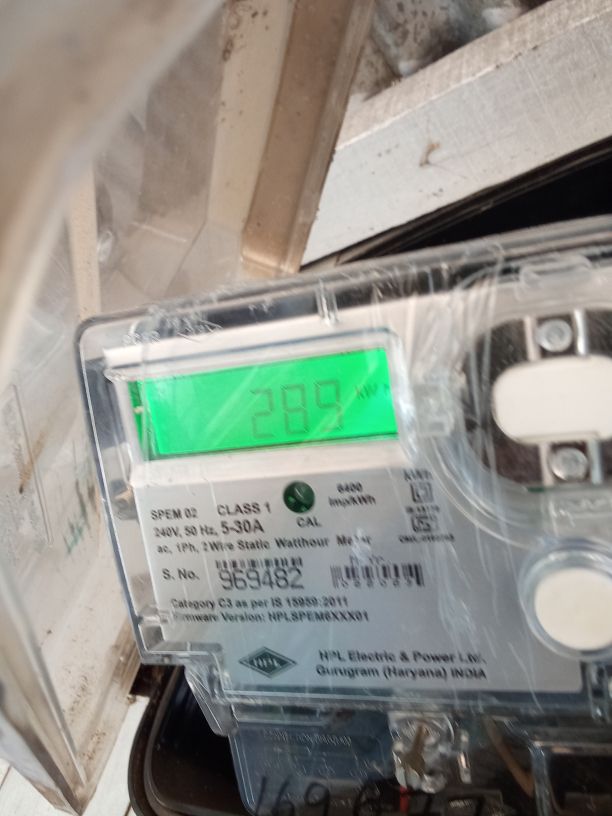 289 kWh
SPEM 02 CLASS 1
6400 imp/kWh
240V, 50 Hz, 5-30A
CAL
ac, 1Ph, 2Wire Static Watthour Meter
S. No. 969482
Category C3 as per IS 15959:2011
Firmware Version: HPLSPEM6XXX01
HPL
HPL Electric & Power Ltd.
Gurugram (Haryana) INDIA